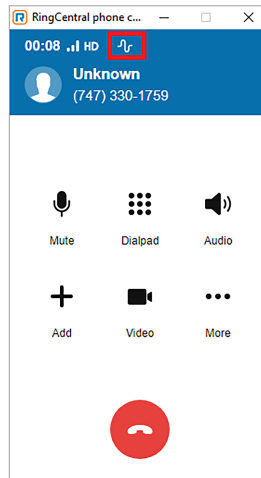 RingCentral phone c...
00:08 HD
Unknown
(747) 330-1759
Mute Dialpad Audio
Add Video More